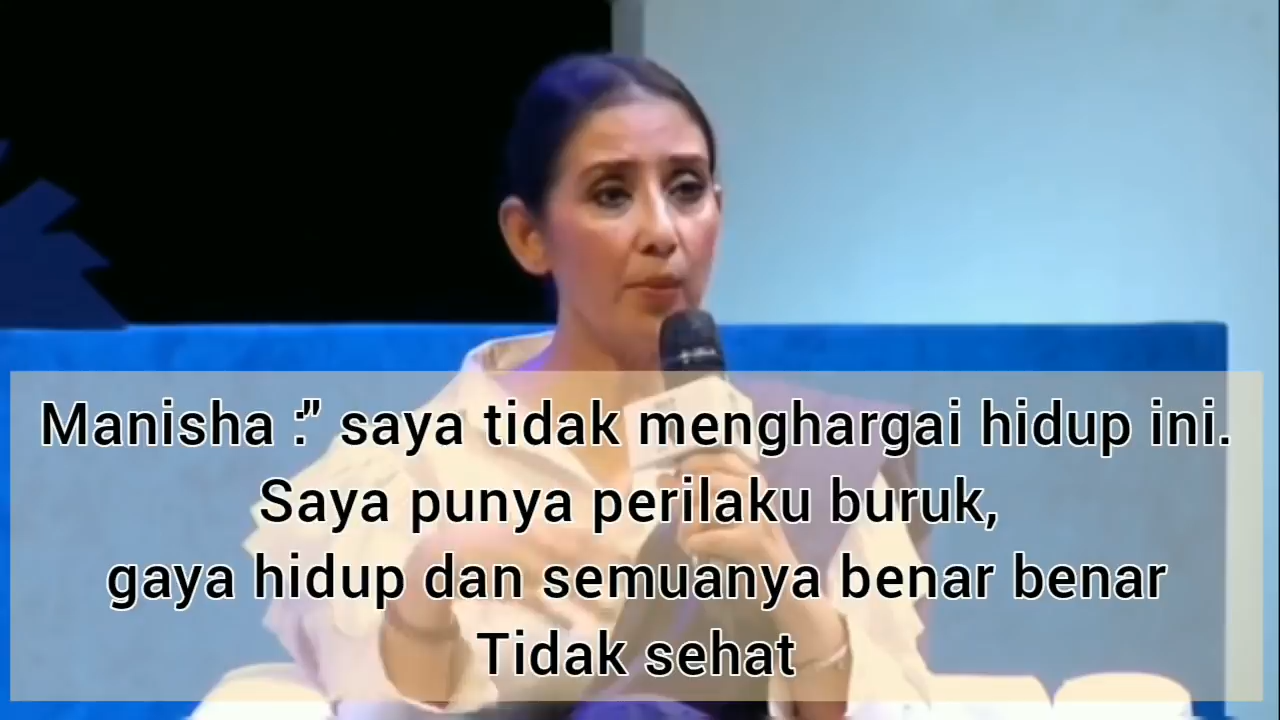 Manisha :" saya tidak menghargai hidup ini.
Saya punya perilaku buruk,
gaya hidup dan semuanya benar benar
Tidak sehat